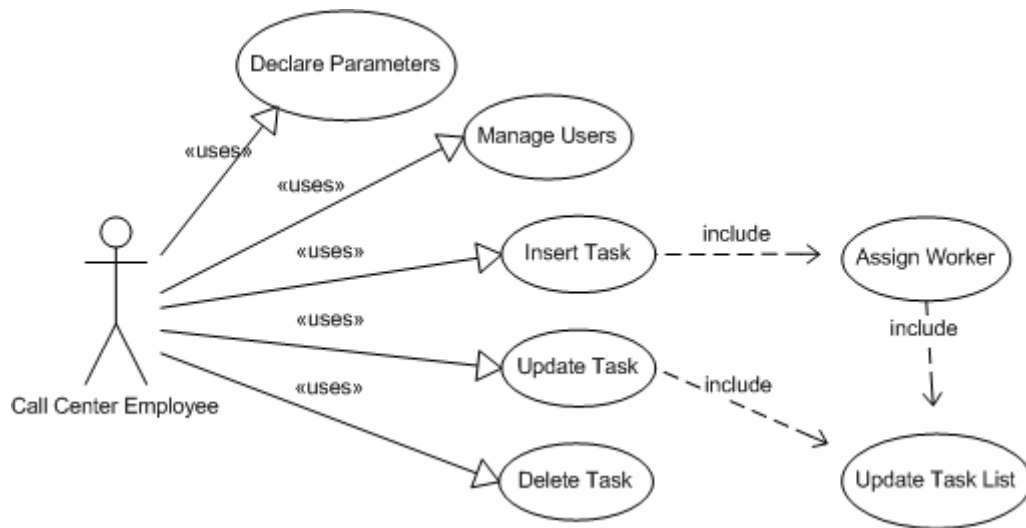 Declare Parameters
«uses»
Manage Users
«uses»
«uses»
Insert Task
include
Assign Worker
include
«uses»
Update Task
include
«uses»
Call Center Employee
Delete Task
Update Task List